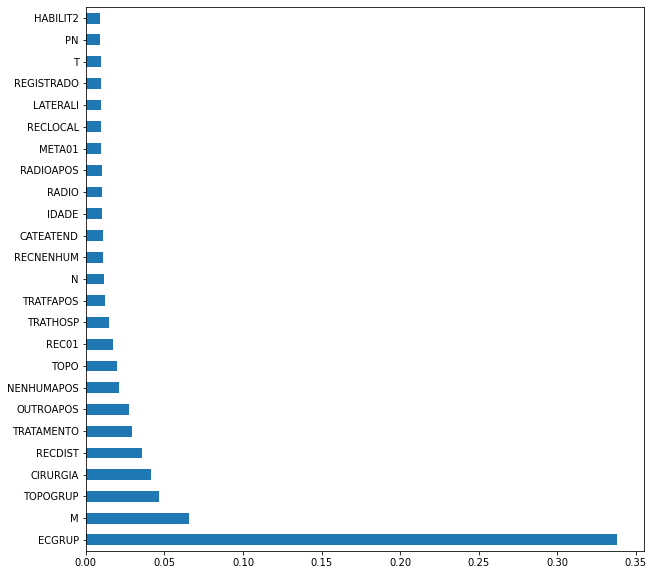 HABILIT2
PN
T
REGISTRADO
LATERALI
RECLOCAL
META01
RADIOAPOS
RADIO
IDADE
CATEATEND
RECNENHUM
N
TRATFAPOS
TRATHOSP
REC01
TOPO
NENHUMAPOS
OUTROAPOS
TRATAMENTO
RECDIST
CIRURGIA
TOPOGRUP
M
ECGRUP
0.00 0.05 0.10 0.15 0.20 0.25 0.30 0.35